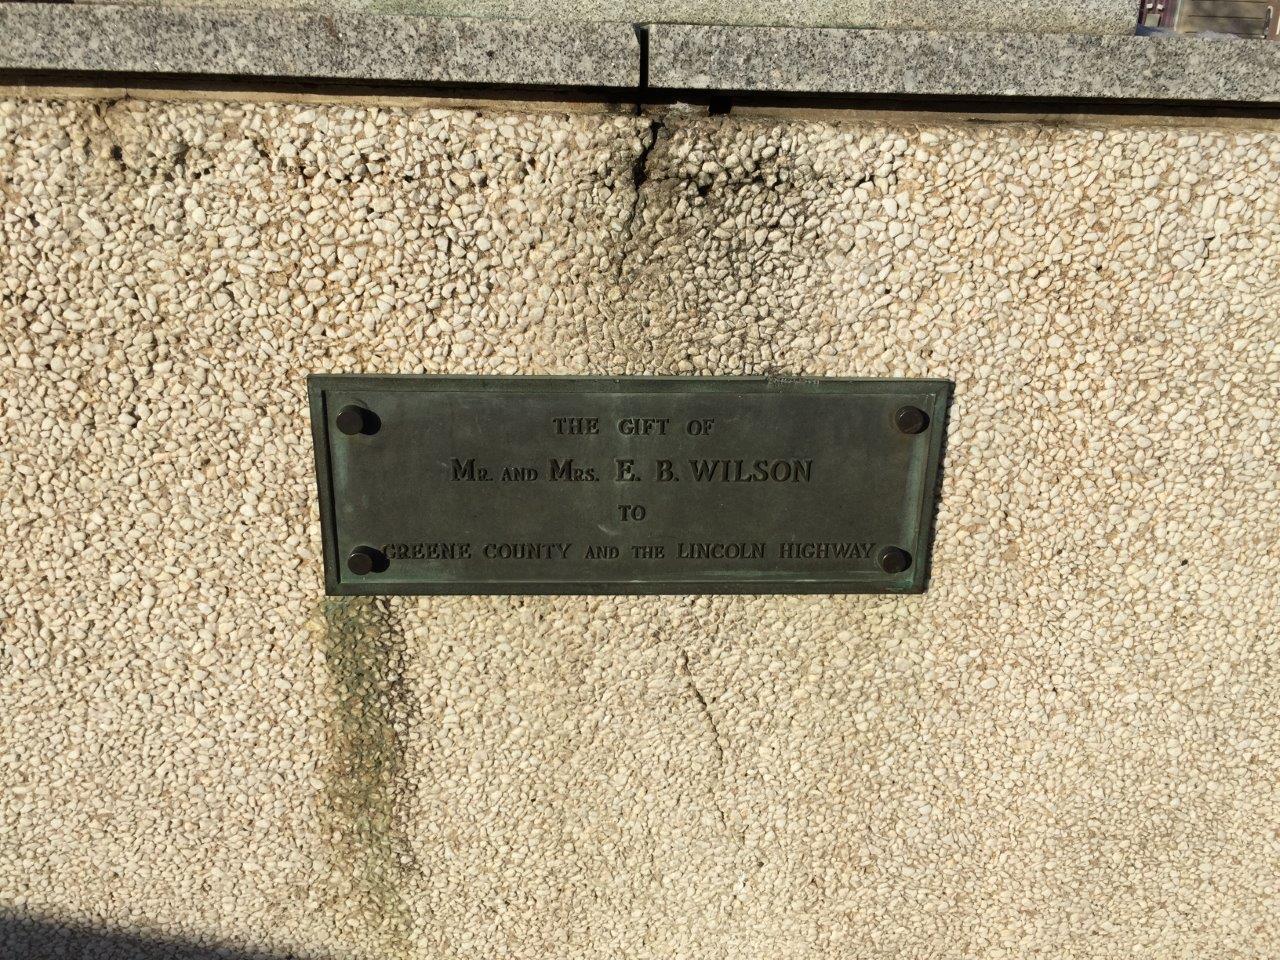 THE GIFT OF
MR. AND MRS. E. B. WILSON
TO
GREENE COUNTY AND THE LINCOLN HIGHWAY